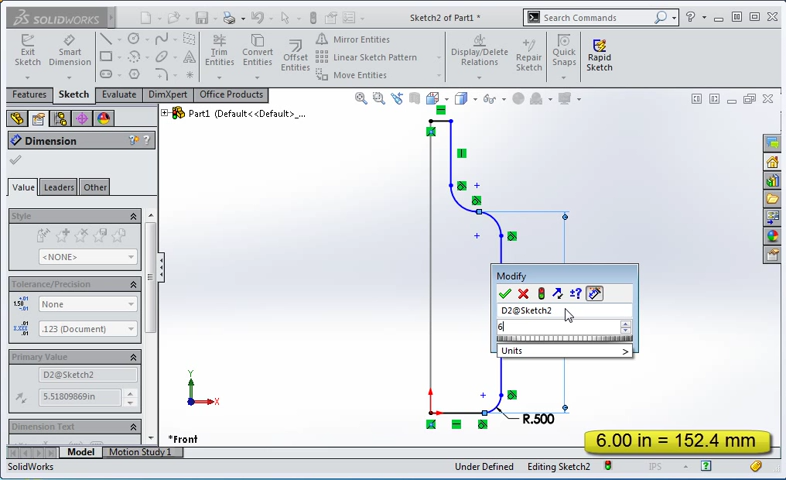 SOLIDWORKS
Sketch2 of Part1 *
Search Commands
Exit Sketch
Smart Dimension
Trim Entities
Convert Entities
Offset Entities
Mirror Entities
Linear Sketch Pattern
Move Entities
Display/Delete Relations
Repair Sketch
Quick Snaps
Rapid Sketch
Features
Sketch
Evaluate
DimXpert
Office Products
Part1 (Default<<Default>_...
Dimension
Value
Leaders
Other
Style
<NONE>
Tolerance/Precision
None
.123 (Document)
Primary Value
D2@Sketch2
5.51809869in
Dimension Text
Modify
D2@Sketch2
6
Units >
R.500
Y
X
*Front
6.00 in = 152.4 mm
Model
Motion Study 1
SolidWorks
Under Defined
Editing Sketch2
IPS